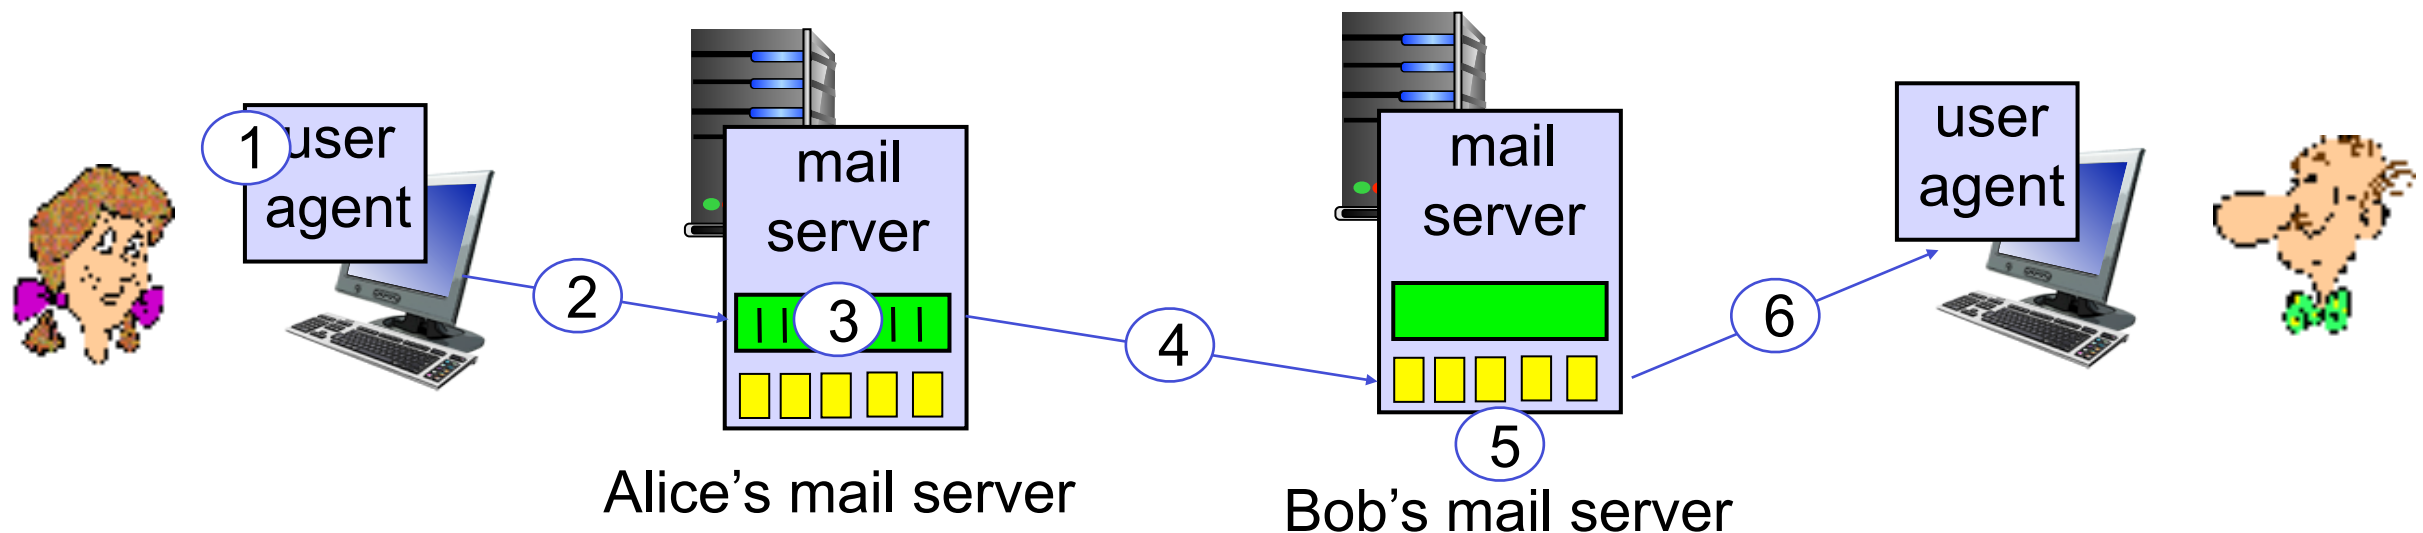 1
user
agent
2
mail
server
3
Alice’s mail server
4
mail
server
5
Bob’s mail server
6
user
agent